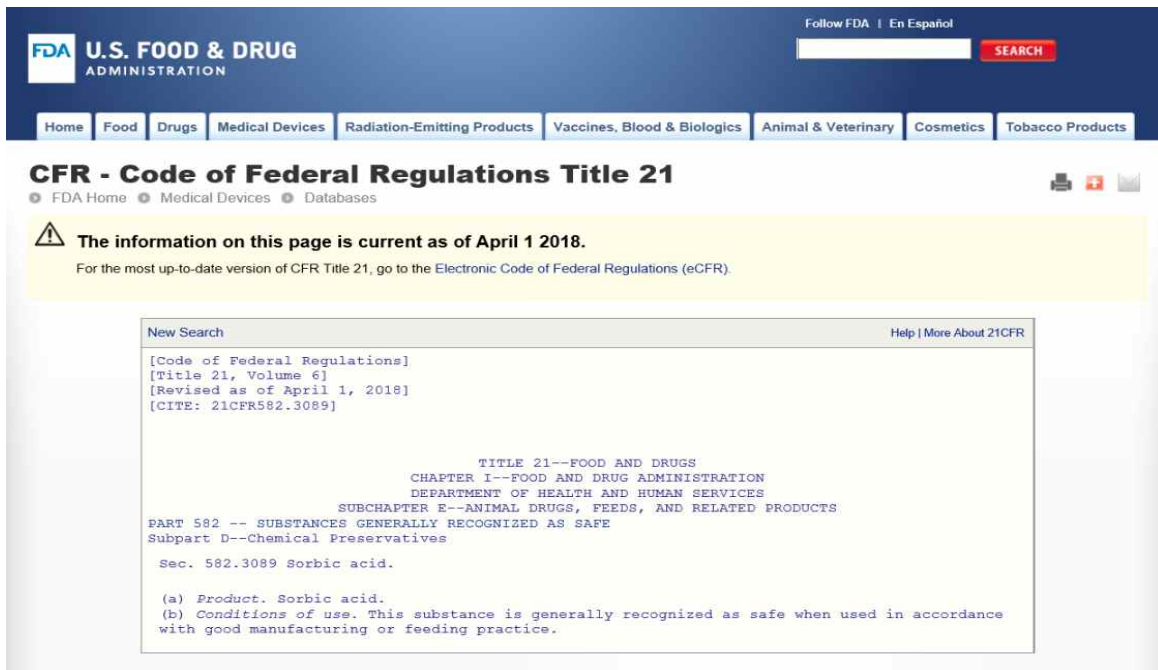 Follow FDA | En Español
FDA U.S. FOOD & DRUG
ADMINISTRATION
SEARCH
Home Food Drugs Medical Devices Radiation-Emitting Products Vaccines, Blood & Biologics Animal & Veterinary Cosmetics Tobacco Products
CFR - Code of Federal Regulations Title 21
FDA Home Medical Devices Databases
The information on this page is current as of April 1 2018.
For the most up-to-date version of CFR Title 21, go to the Electronic Code of Federal Regulations (eCFR).
New Search Help | More About 21CFR
[Code of Federal Regulations]
[Title 21, Volume 6]
[Revised as of April 1, 2018]
[CITE: 21CFR582.3089]
TITLE 21--FOOD AND DRUGS
CHAPTER I--FOOD AND DRUG ADMINISTRATION
DEPARTMENT OF HEALTH AND HUMAN SERVICES
SUBCHAPTER E--ANIMAL DRUGS, FEEDS, AND RELATED PRODUCTS
PART 582 -- SUBSTANCES GENERALLY RECOGNIZED AS SAFE
Subpart D--Chemical Preservatives
Sec. 582.3089 Sorbic acid.
(a) Product. Sorbic acid.
(b) Conditions of use. This substance is generally recognized as safe when used in accordance
with good manufacturing or feeding practice.